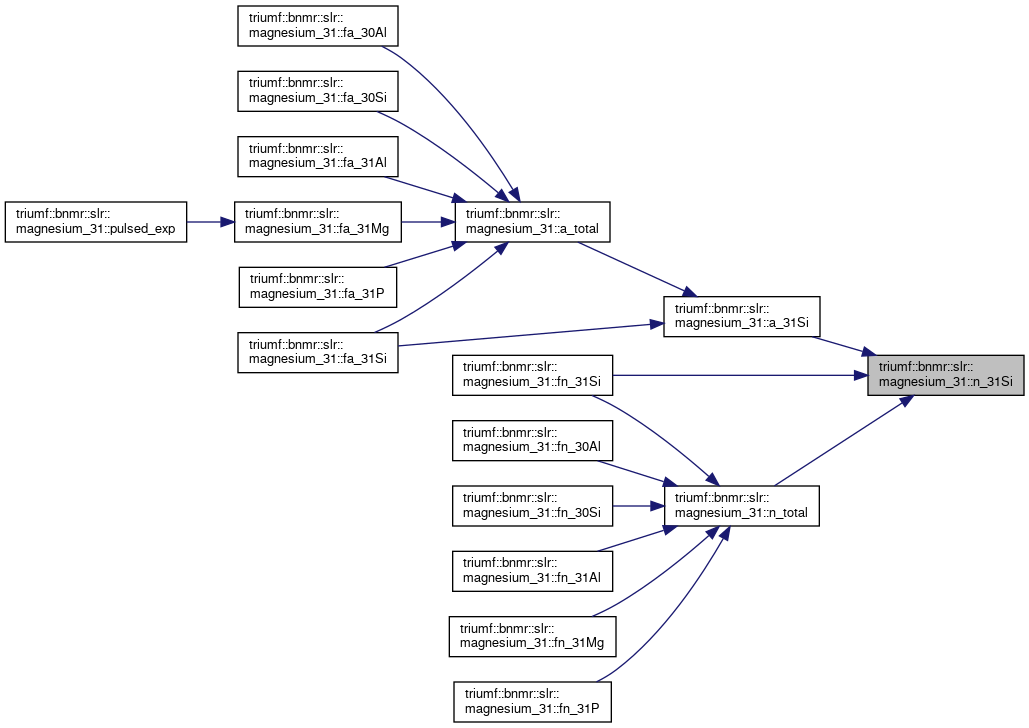 triumf::bnmr::slr::
magnesium_31::fa_30Al
triumf::bnmr::slr::
magnesium_31::fa_30Si
triumf::bnmr::slr::
magnesium_31::fa_31Al
triumf::bnmr::slr::
magnesium_31::pulsed_exp
triumf::bnmr::slr::
magnesium_31::fa_31Mg
triumf::bnmr::slr::
magnesium_31::a_total
triumf::bnmr::slr::
magnesium_31::fa_31P
triumf::bnmr::slr::
magnesium_31::a_31Si
triumf::bnmr::slr::
magnesium_31::fa_31Si
triumf::bnmr::slr::
magnesium_31::fn_31Si
triumf::bnmr::slr::
magnesium_31::n_31Si
triumf::bnmr::slr::
magnesium_31::fn_30Al
triumf::bnmr::slr::
magnesium_31::fn_30Si
triumf::bnmr::slr::
magnesium_31::n_total
triumf::bnmr::slr::
magnesium_31::fn_31Al
triumf::bnmr::slr::
magnesium_31::fn_31Mg
triumf::bnmr::slr::
magnesium_31::fn_31P